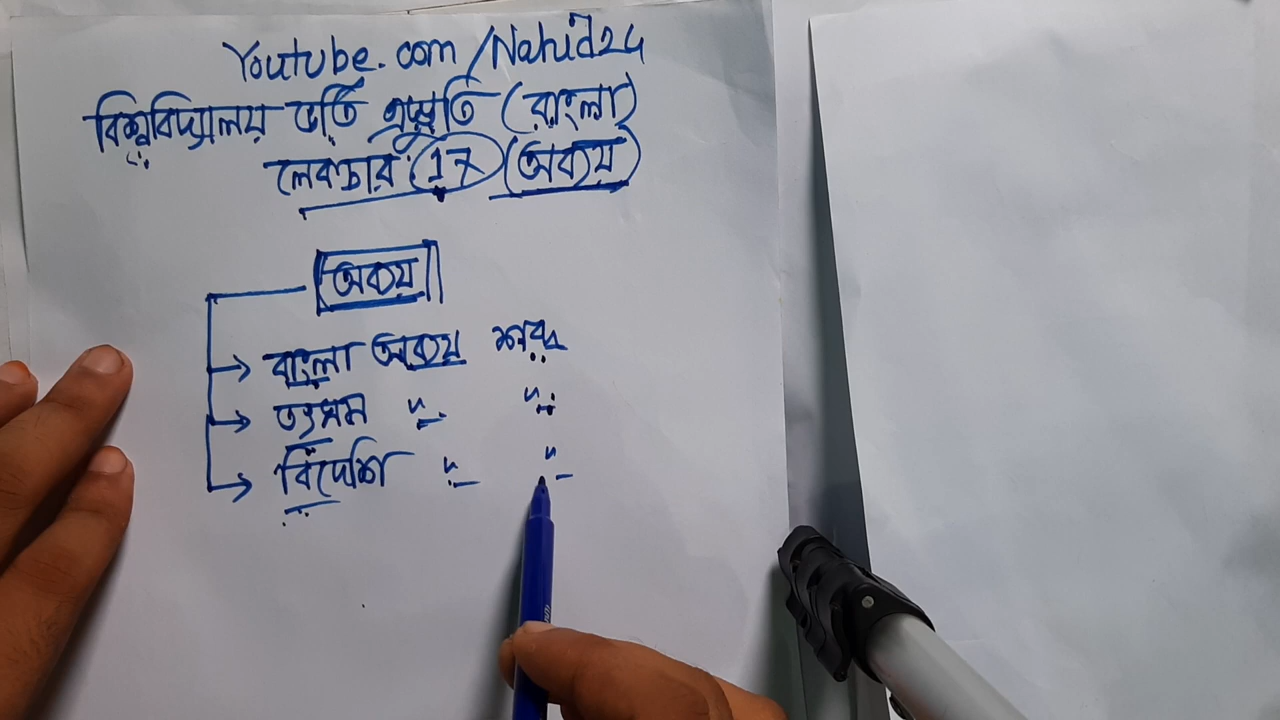 Youtube.com/Nahid24
বিশ্ববিদ্যালয় ভর্তি প্রস্তুতি (বাংলা)
লেকচার: 17 (অব্যয়)
অব্যয়
বাংলা অব্যয় শব্দ
তৎসম " "
বিদেশি " "